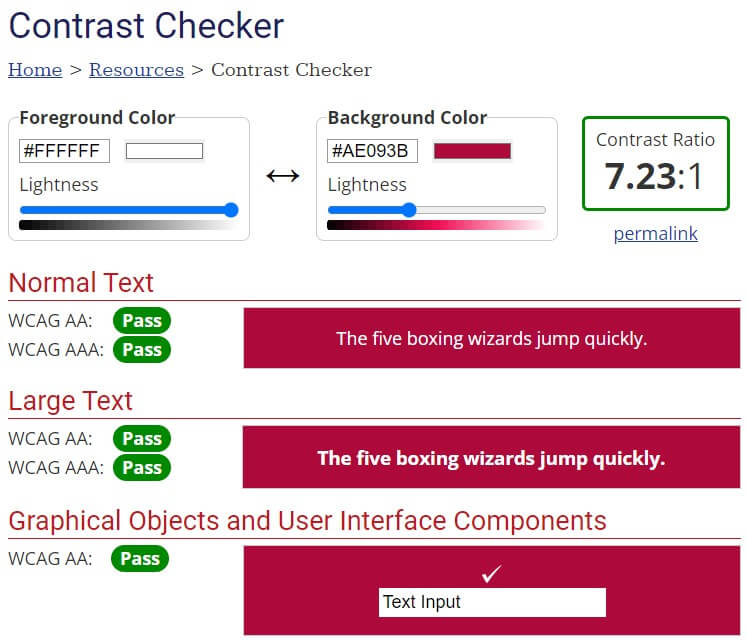 Contrast Checker
Home > Resources > Contrast Checker
Foreground Color
#FFFFFF
Lightness
Background Color
#AE093B
Lightness
Contrast Ratio
7.23:1
permalink
Normal Text
WCAG AA: Pass
WCAG AAA: Pass
The five boxing wizards jump quickly.
Large Text
WCAG AA: Pass
WCAG AAA: Pass
The five boxing wizards jump quickly.
Graphical Objects and User Interface Components
WCAG AA: Pass
Text Input